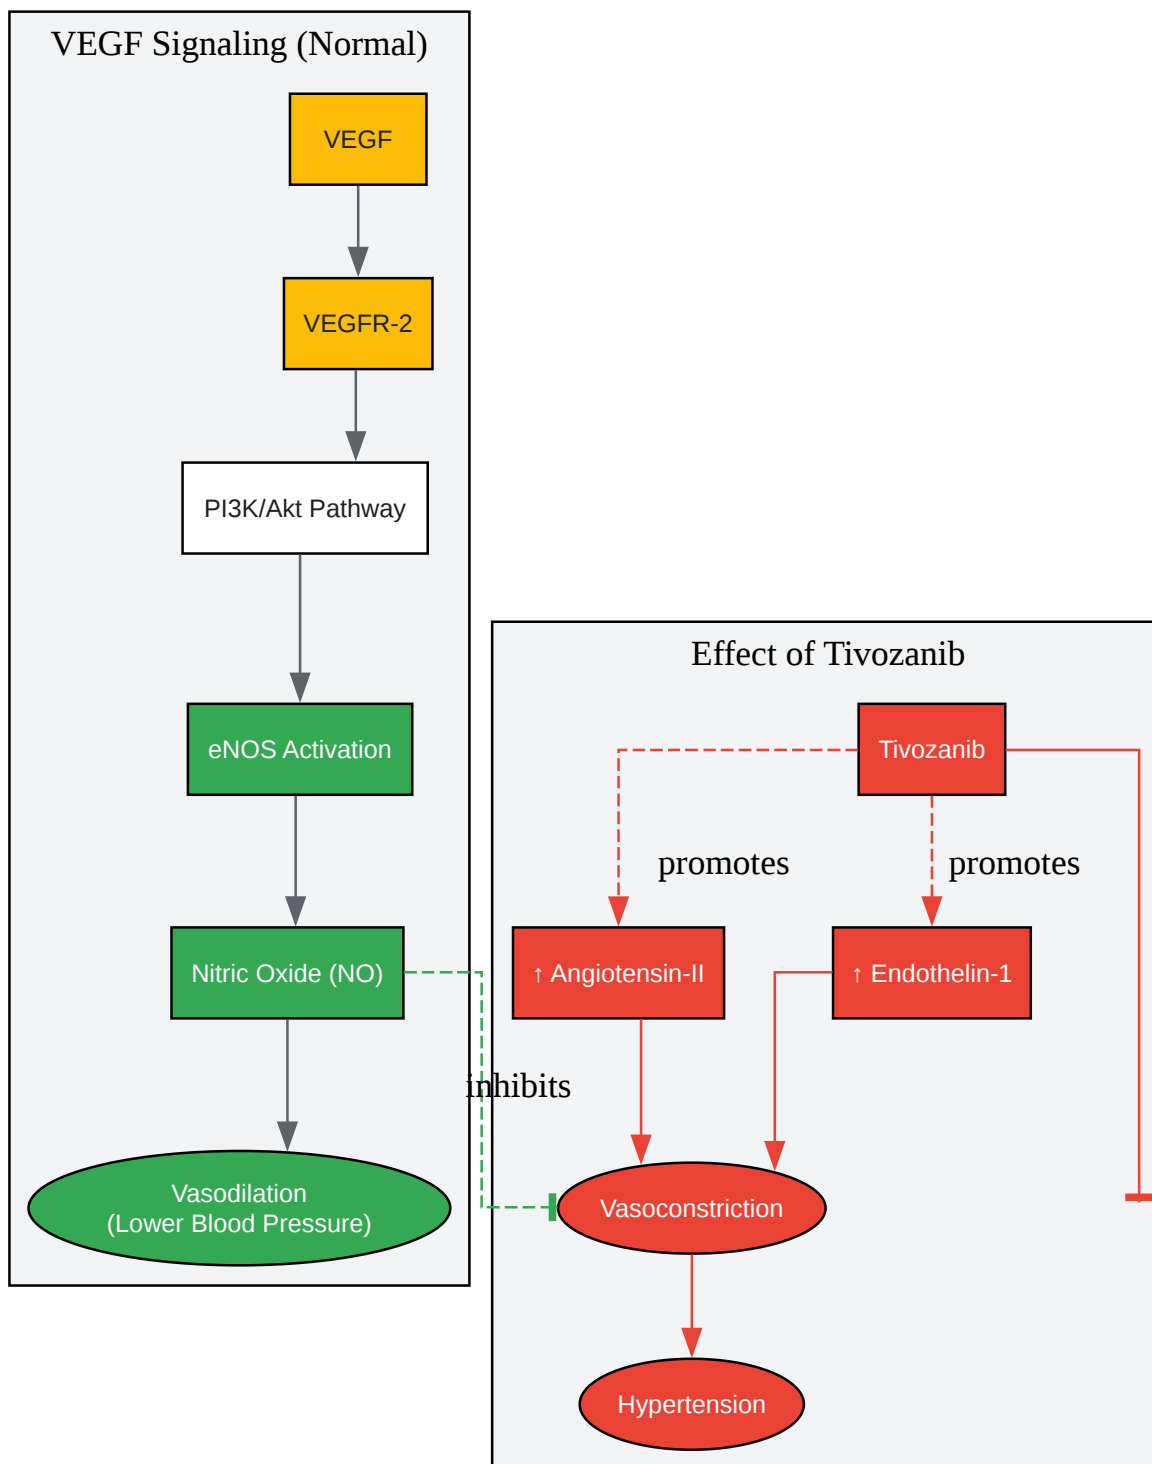 VEGF Signaling (Normal)
VEGF
VEGFR-2
PI3K/Akt Pathway
eNOS Activation
Nitric Oxide (NO)
inhibits
Vasodilation
(Lower Blood Pressure)
Effect of Tivozanib
Tivozanib
promotes
promotes
↑ Angiotensin-II
↑ Endothelin-1
Vasoconstriction
Hypertension